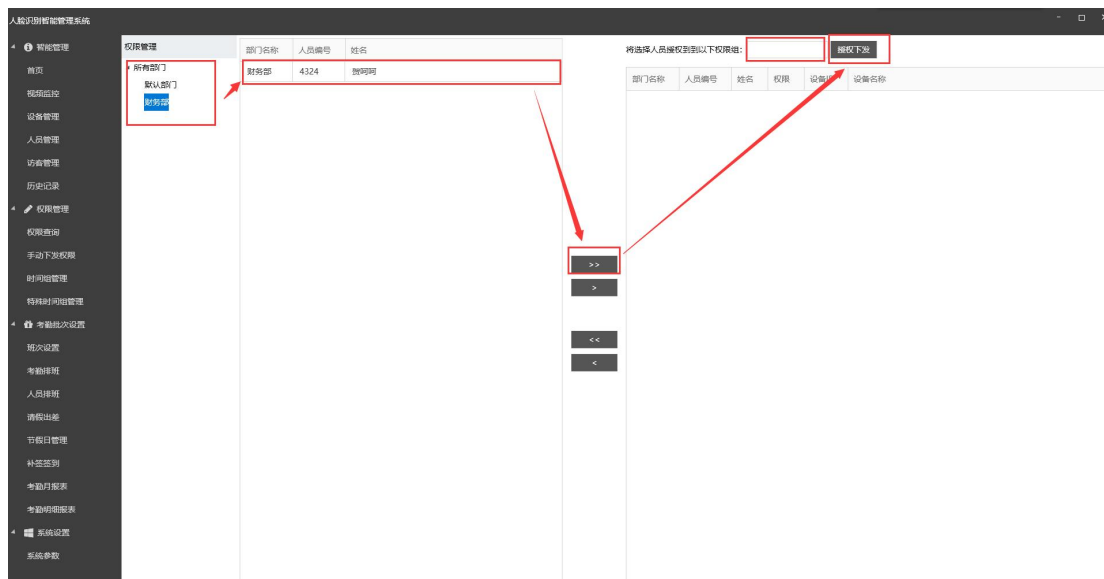 人脸识别智能管理系统
智能管理
首页
视频监控
设备管理
人员管理
访客管理
历史记录
权限管理
权限查询
手动下发权限
时间组管理
特殊时间组管理
考勤批次设置
班次设置
考勤排班
人员排班
请假出差
节假日管理
补签签到
考勤月报表
考勤明细报表
系统设置
系统参数
权限管理
所有部门
默认部门
财务部
部门名称 人员编号 姓名
财务部 4324 贺呵呵
>>
>
<<
<
将选择人员授权到到以下权限组： 授权下发
部门名称 人员编号 姓名 权限 设备 设备名称